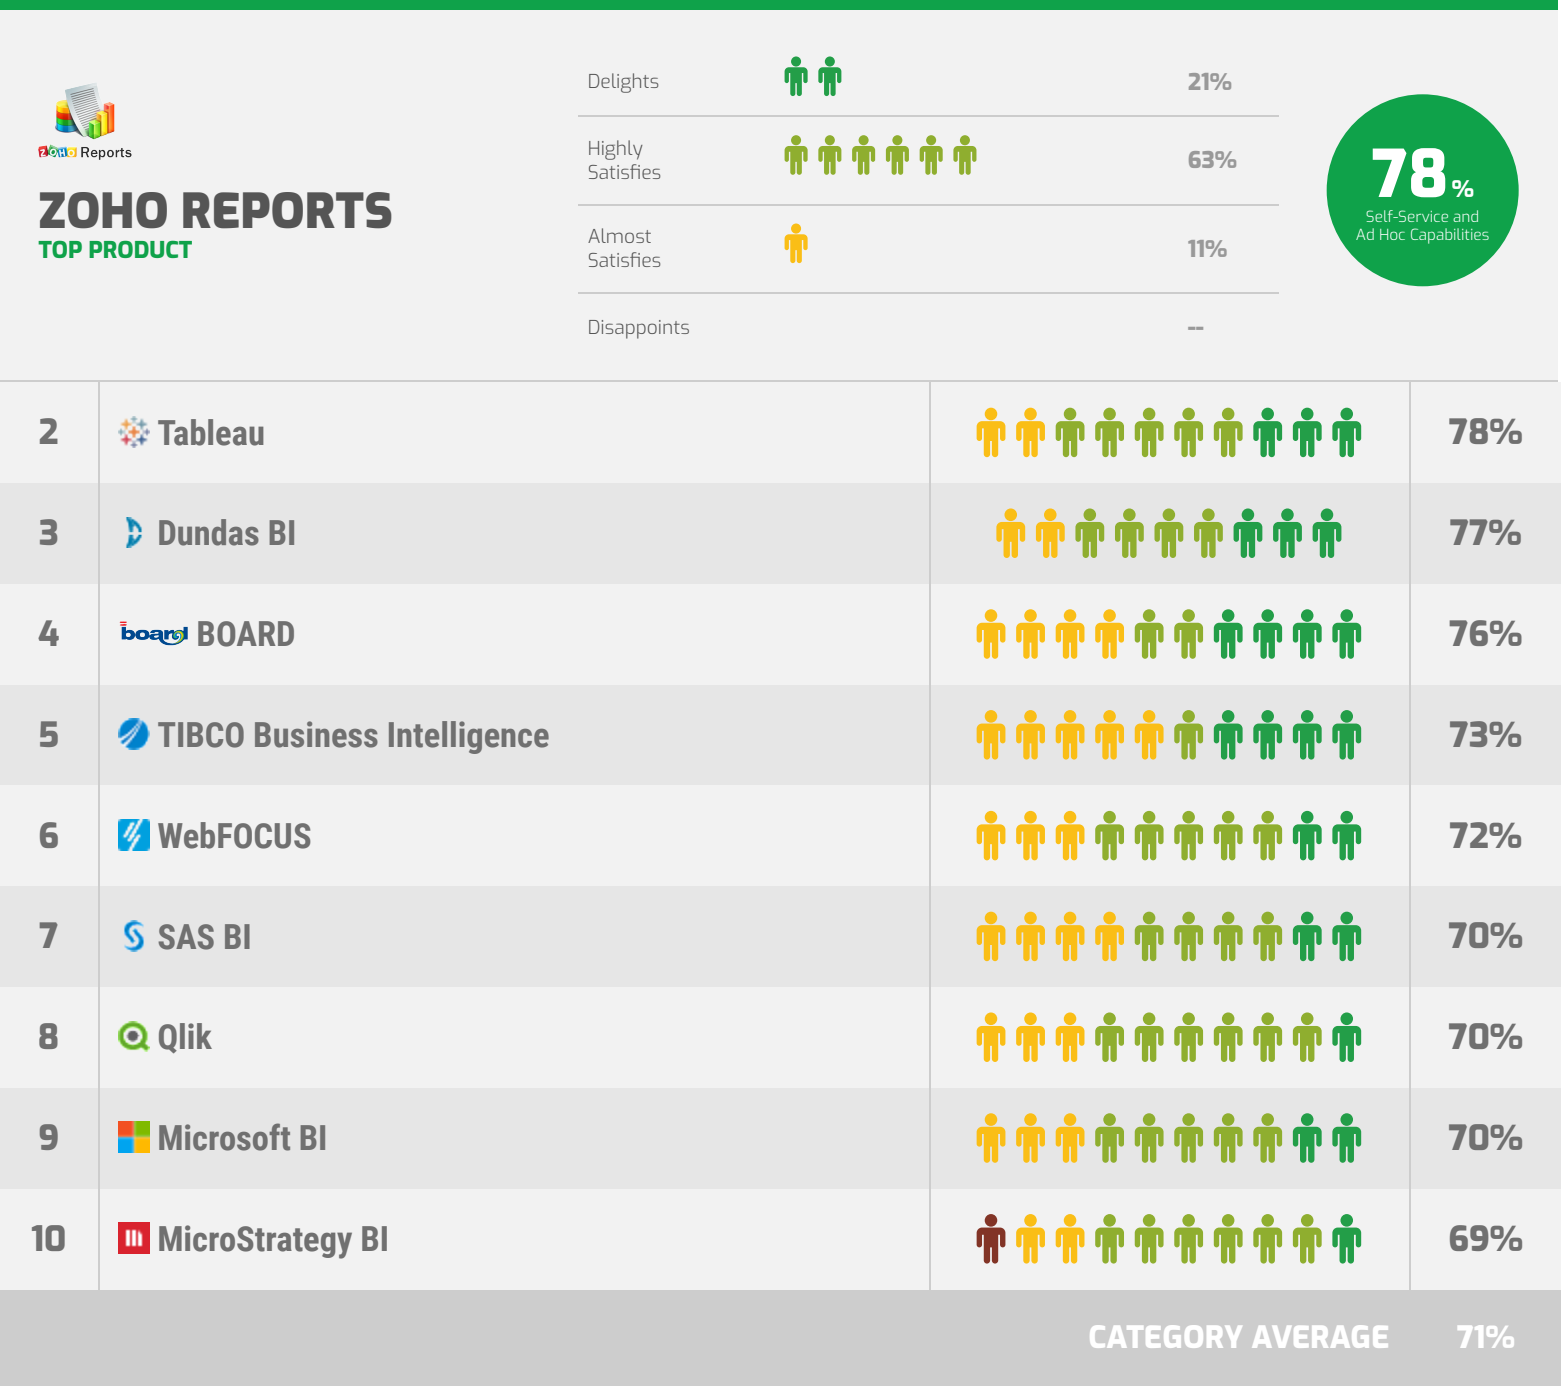 ZOHO Reports
ZOHO REPORTS
TOP PRODUCT
Delights 21%
Highly
Satisfies 63%
Almost
Satisfies 11%
Disappoints --
78%
Self-Service and
Ad Hoc Capabilities
2 Tableau 78%
3 Dundas BI 77%
4 board BOARD 76%
5 TIBCO Business Intelligence 73%
6 WebFOCUS 72%
7 SAS BI 70%
8 Qlik 70%
9 Microsoft BI 70%
10 MicroStrategy BI 69%
CATEGORY AVERAGE 71%